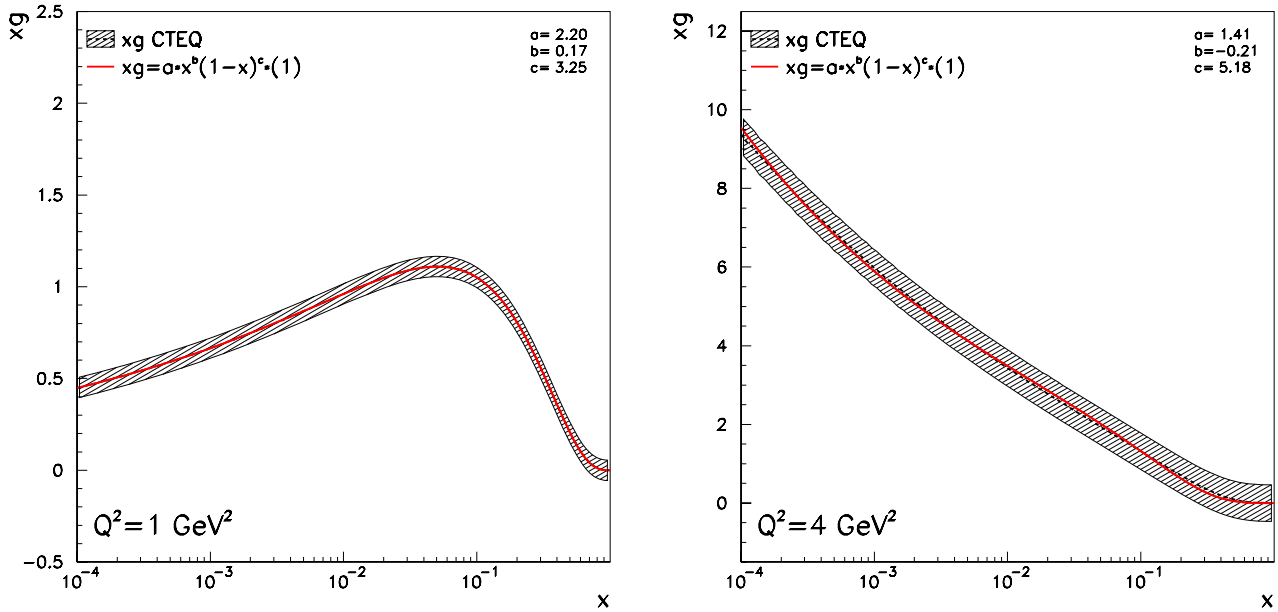 xg
2.5
2
1.5
1
0.5
0
−0.5
xg CTEQ
xg=a*x^b(1−x)^c*(1)
a= 2.20
b= 0.17
c= 3.25
Q²=1 GeV²
10⁻⁴
10⁻³
10⁻²
10⁻¹
x
xg
12
10
8
6
4
2
0
xg CTEQ
xg=a*x^b(1−x)^c*(1)
a= 1.41
b=−0.21
c= 5.18
Q²=4 GeV²
10⁻⁴
10⁻³
10⁻²
10⁻¹
x